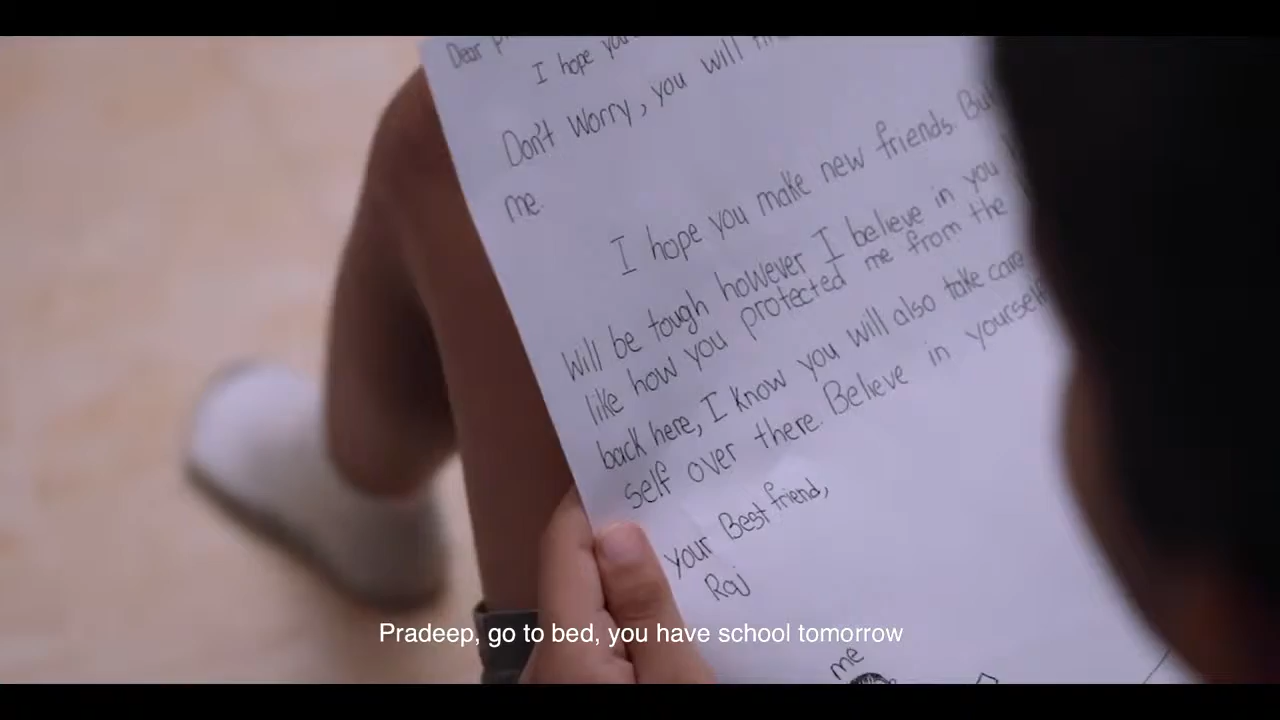 Dear
I hope
Don't Worry, you will
me.
I hope you make new friends. But
Will be tough however I believe in you
like how you protected me from the
back here, I know you will also take care
self over there. Believe in yourself
your Best friend,
Raj
me
Pradeep, go to bed, you have school tomorrow